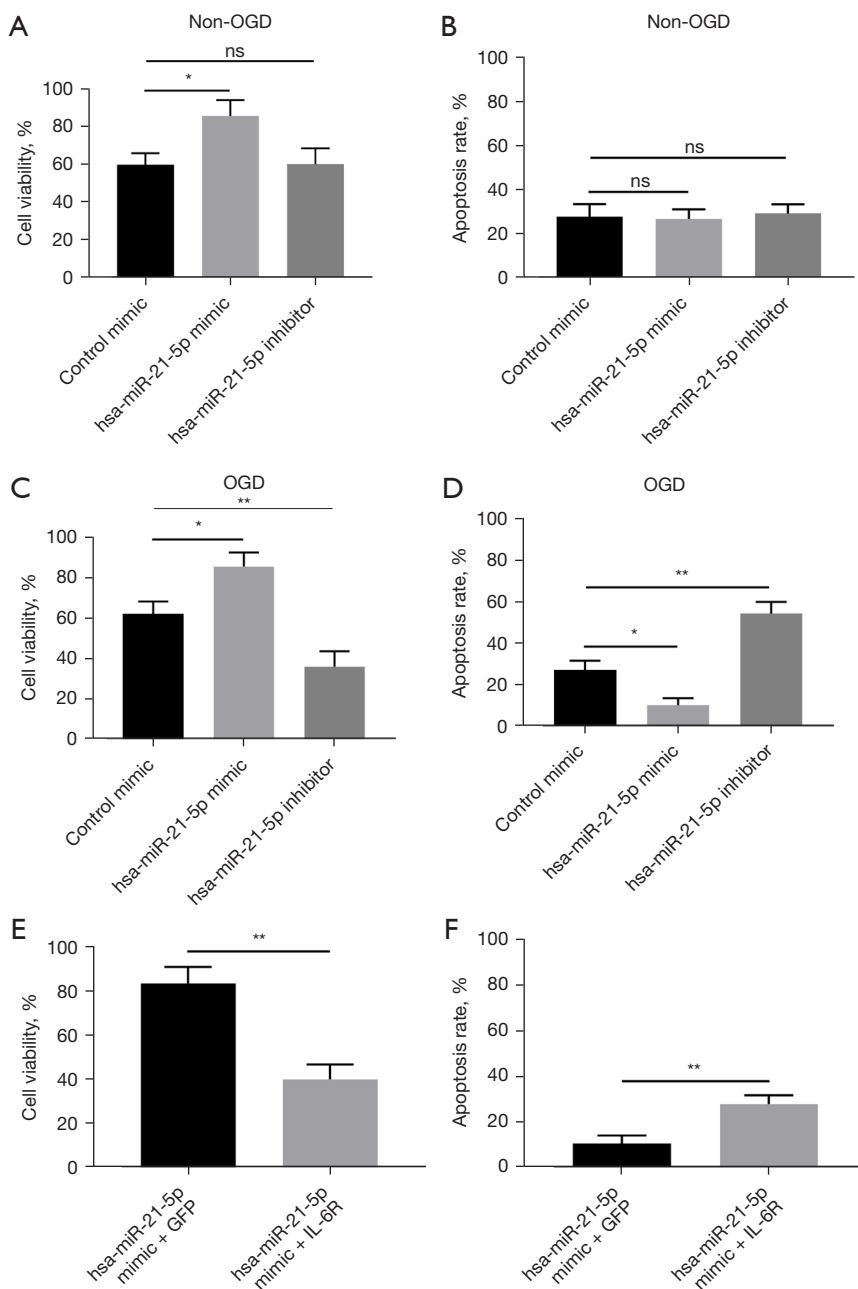 A
Non-OGD
ns
*
100
80
60
40
20
0
Cell viability, %
Control mimic
hsa-miR-21-5p mimic
hsa-miR-21-5p inhibitor
B
Non-OGD
ns
ns
100
80
60
40
20
0
Apoptosis rate, %
Control mimic
hsa-miR-21-5p mimic
hsa-miR-21-5p inhibitor
C
OGD
**
*
100
80
60
40
20
0
Cell viability, %
Control mimic
hsa-miR-21-5p mimic
hsa-miR-21-5p inhibitor
D
OGD
**
*
100
80
60
40
20
0
Apoptosis rate, %
Control mimic
hsa-miR-21-5p mimic
hsa-miR-21-5p inhibitor
E
**
100
80
60
40
20
0
Cell viability, %
hsa-miR-21-5p
mimic + GFP
hsa-miR-21-5p
mimic + IL-6R
F
**
100
80
60
40
20
0
Apoptosis rate, %
hsa-miR-21-5p
mimic + GFP
hsa-miR-21-5p
mimic + IL-6R